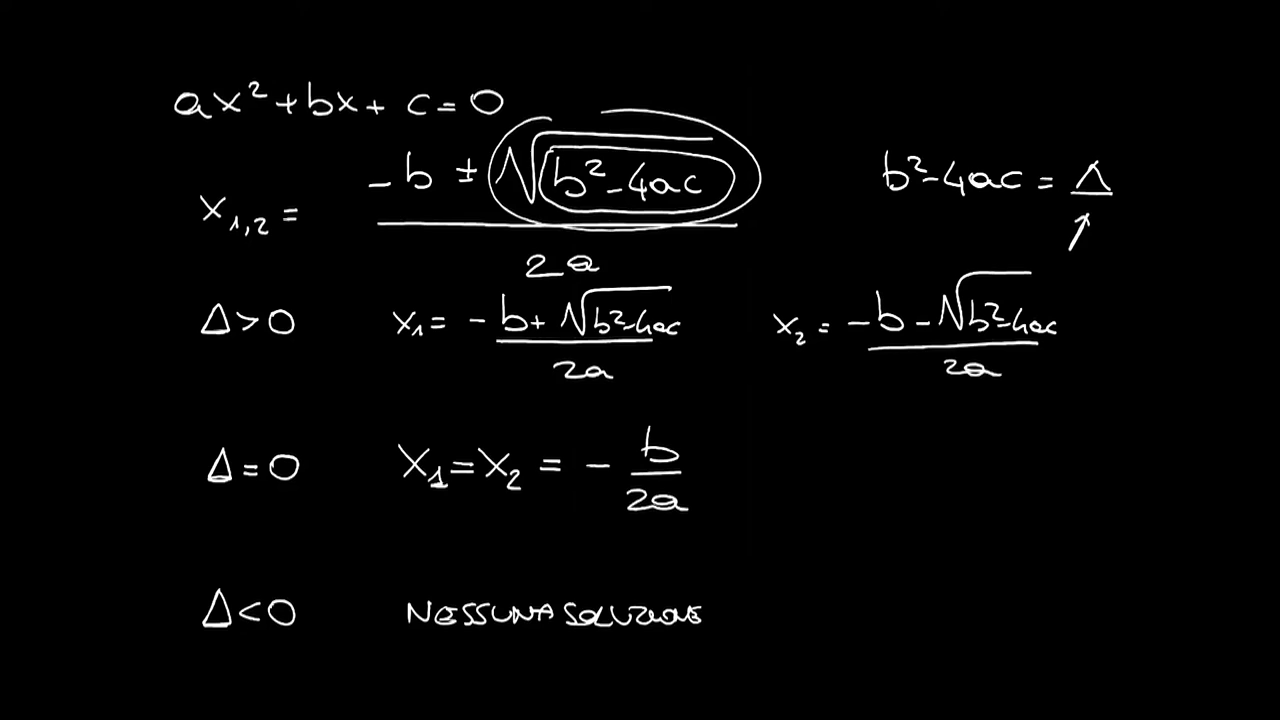 ax² + bx + c = 0
x₁,₂ = (-b ± √(b² - 4ac)) / 2a
b² - 4ac = Δ
Δ > 0 x₁ = (-b + √(b² - 4ac)) / 2a x₂ = (-b - √(b² - 4ac)) / 2a
Δ = 0 x₁ = x₂ = - b / 2a
Δ < 0 NESSUNA SOLUZIONE